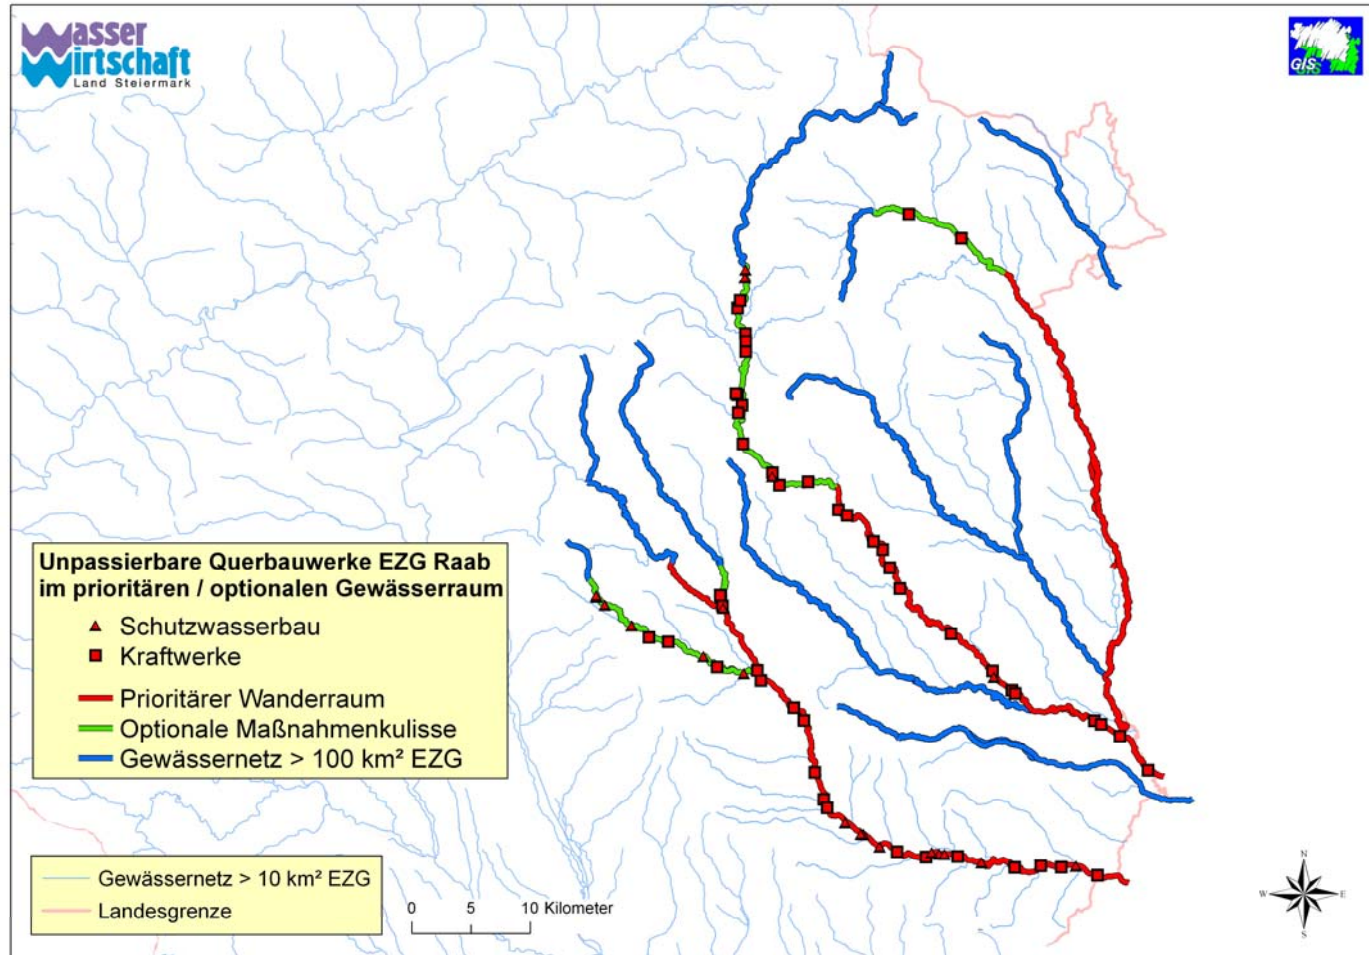 Wasser
Wirtschaft
Land Steiermark
GIS
GIS
Unpassierbare Querbauwerke EZG Raab
im prioritären / optionalen Gewässerraum
Schutzwasserbau
Kraftwerke
Prioritärer Wanderraum
Optionale Maßnahmenkulisse
Gewässernetz > 100 km² EZG
Gewässernetz > 10 km² EZG
Landesgrenze
0 5 10 Kilometer
N
W E
S